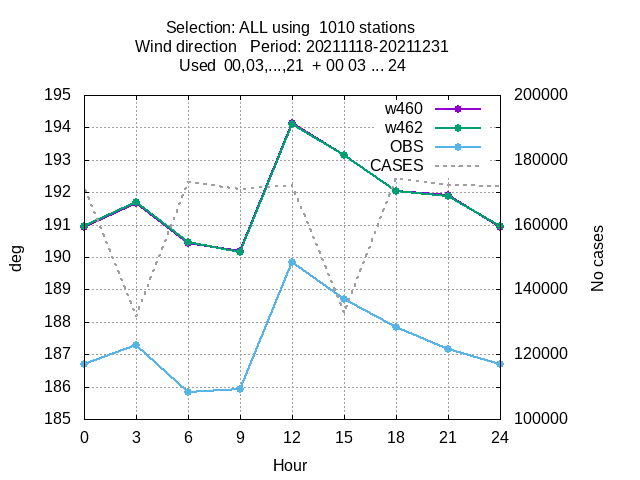 Selection: ALL using  1010 stations
Wind direction   Period: 20211118-20211231
Used  00,03,...,21  + 00 03 ... 24
195 200000
w460
194 w462
OBS
193 CASES 180000
192
191 160000
190
189 140000
188
187 120000
186
185 100000
deg
No cases
0 3 6 9 12 15 18 21 24
Hour